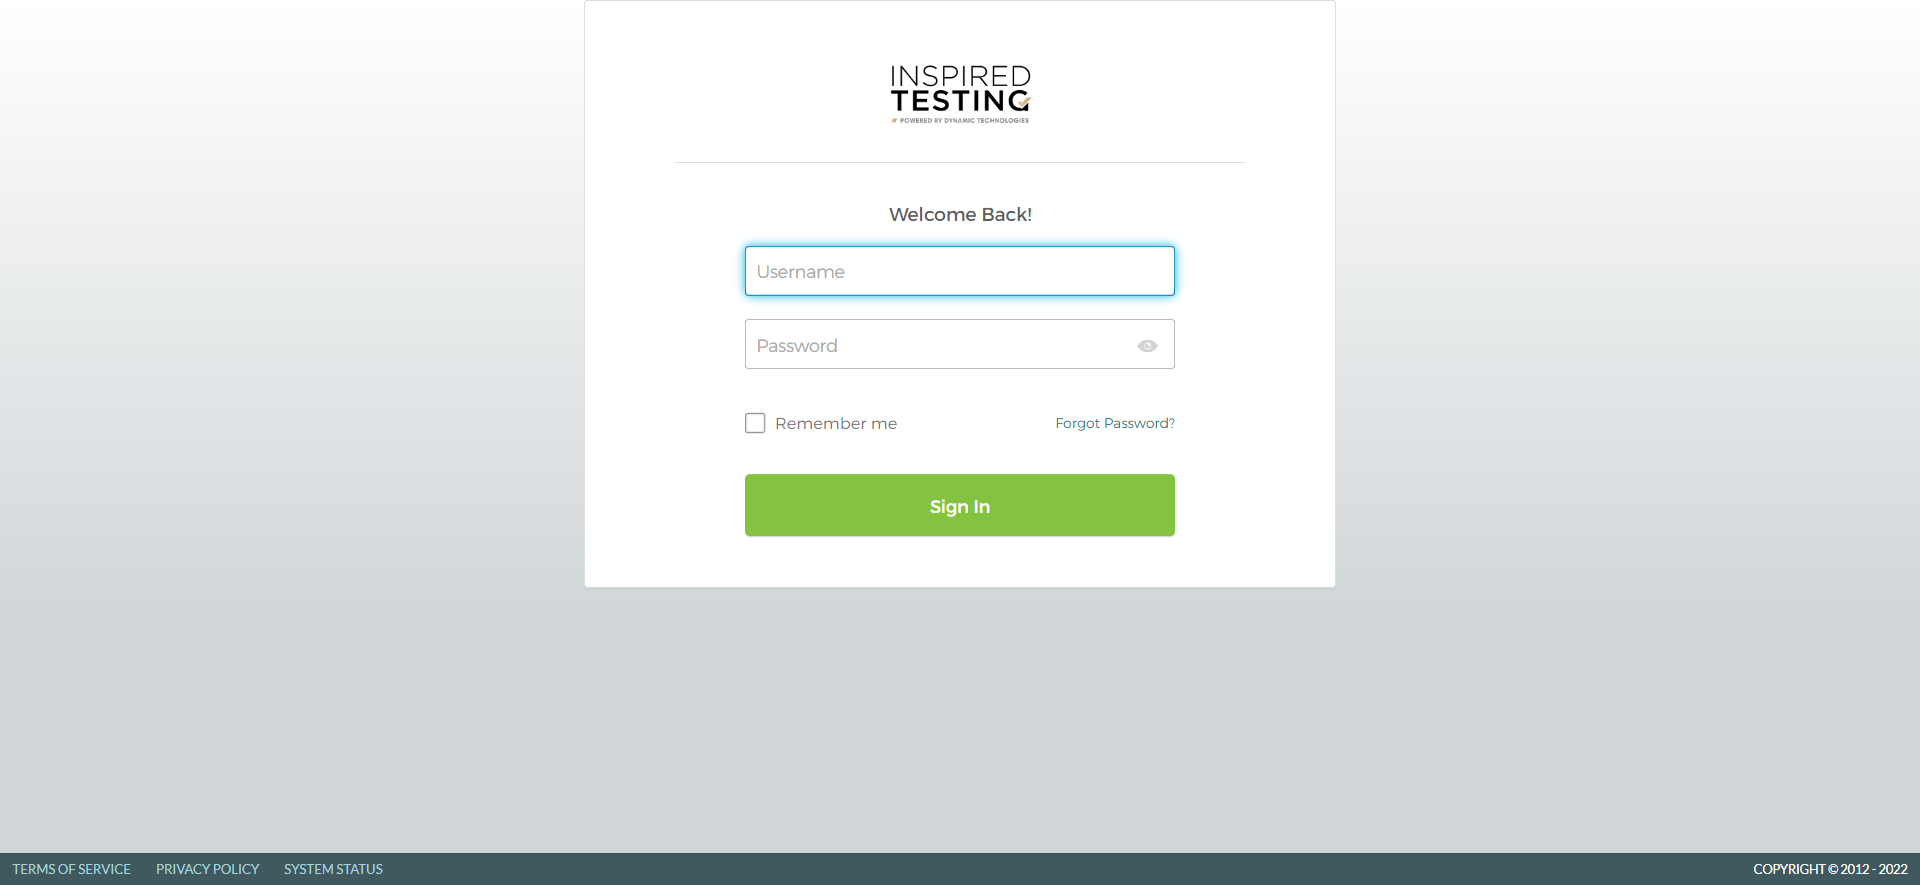 INSPIRED
TESTING
POWERED BY DYNAMIC TECHNOLOGIES
Welcome Back!
Username
Password
Remember me
Forgot Password?
Sign In
TERMS OF SERVICE
PRIVACY POLICY
SYSTEM STATUS
COPYRIGHT © 2012 - 2022